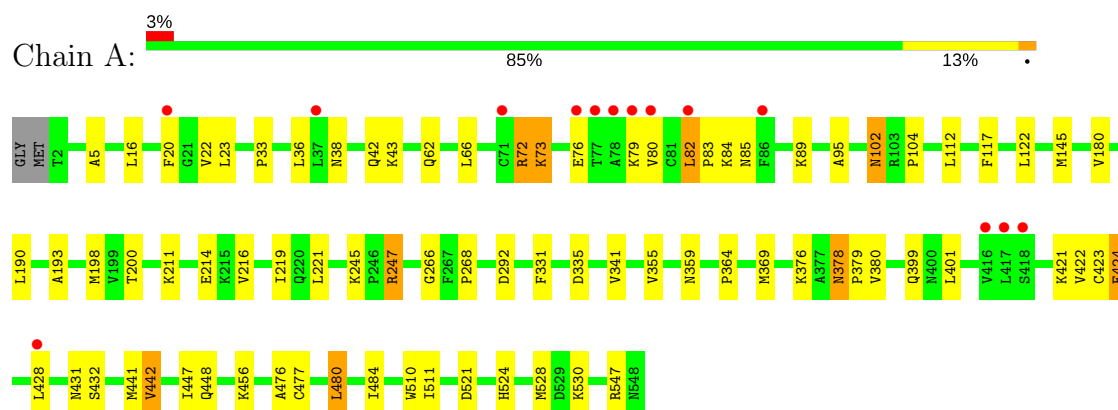 3%
Chain A:
85% 13% •
GLY MET T2 A5 L16 F20 G21 V22 L23 P33 L36 L37 N38 Q42 K43 Q62 L66 C71 R72 K73 E76 T77 A78 K79 V80 C81 L82 P83 K84 N85 F86 K89 A95 N102 R103 P104 L112 F117 L122 M145 V180
L190 A193 M198 V199 T200 K211 E214 K215 V216 I219 Q220 L221 K245 P246 R247 G266 F267 P268 D292 F331 D335 V341 V355 N359 P364 M369 K376 A377 N378 P379 V380 Q399 N400 L401 V416 L417 S418 K421 V422 C423
L428 N431 S432 M441 V442 I447 Q448 K456 A476 C477 L480 I484 W510 I511 D521 H524 M528 D529 K530 R547 N548